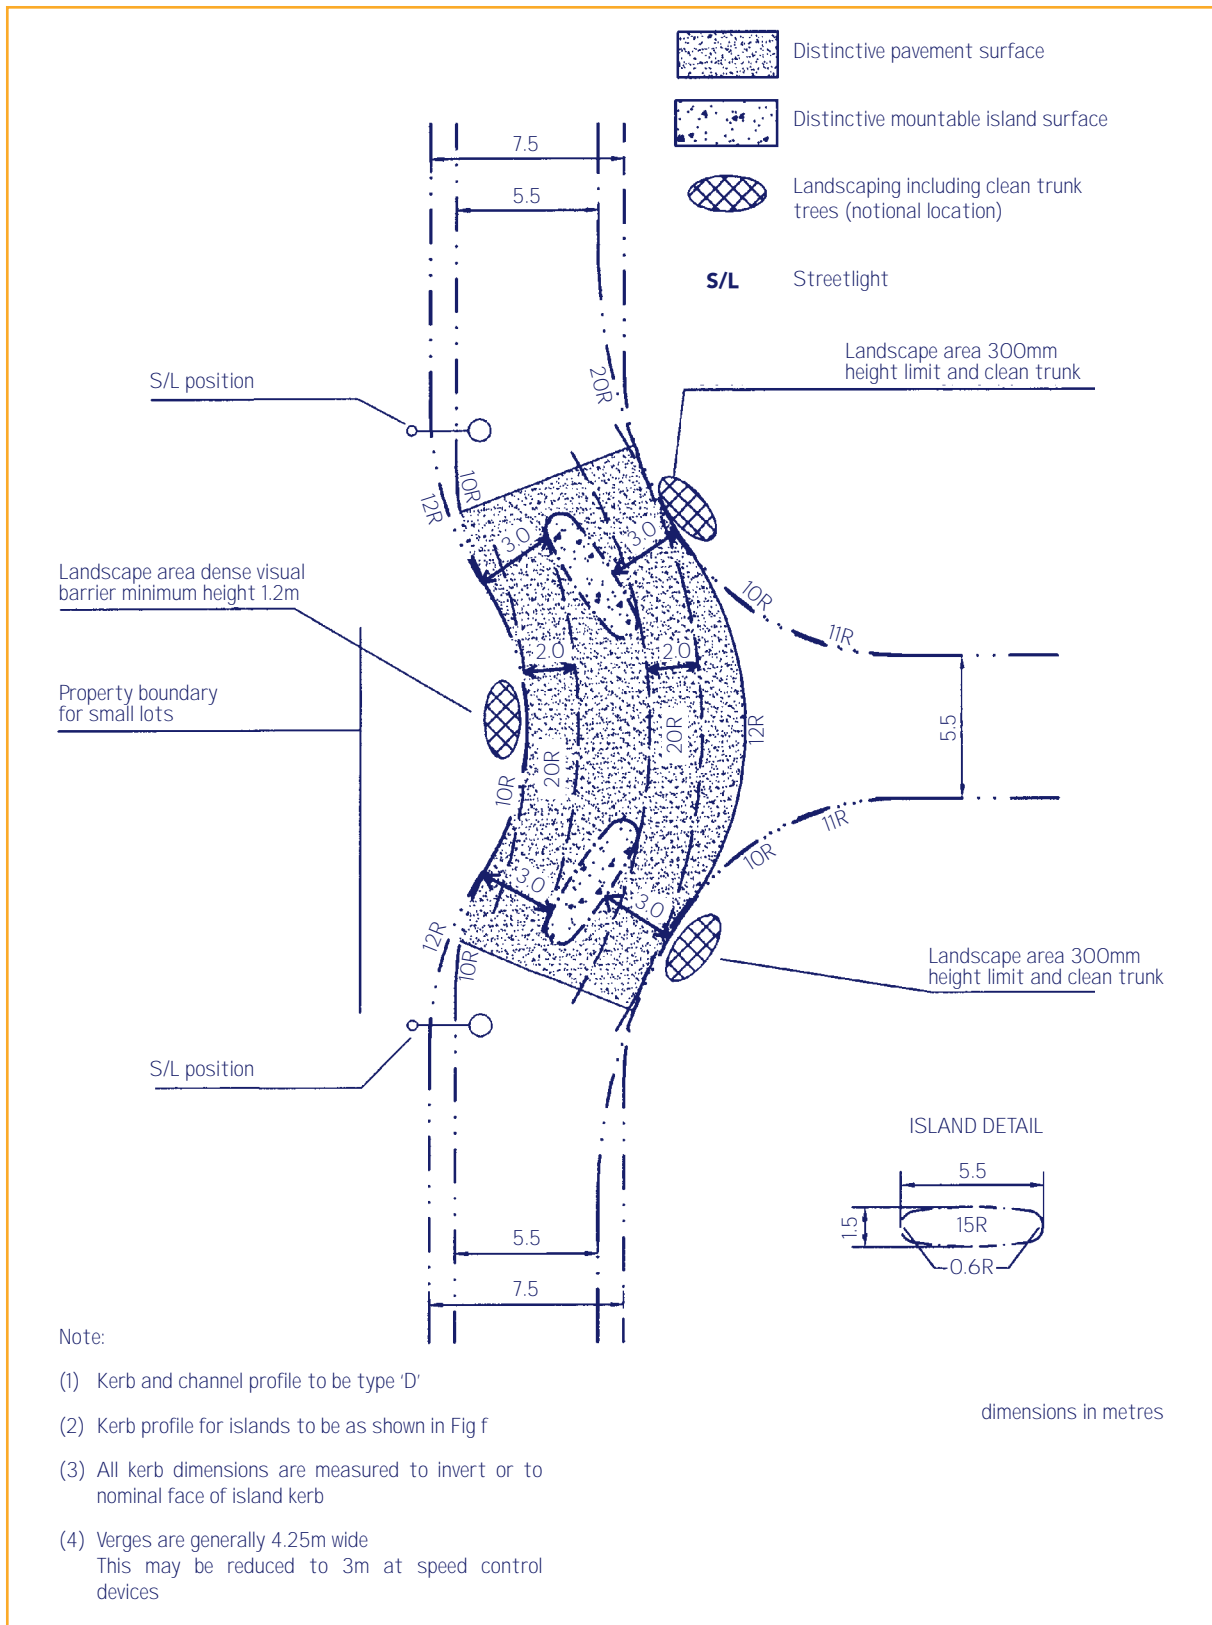 Distinctive pavement surface
Distinctive mountable island surface
Landscaping including clean trunk
trees (notional location)
S/L Streetlight
7.5
5.5
Landscape area 300mm
height limit and clean trunk
S/L position
20R
10R
12R
3.0
3.0
Landscape area dense visual
barrier minimum height 1.2m
10R
11R
2.0
2.0
Property boundary
for small lots
20R
20R
12R
5.5
10R
11R
10R
3.0
3.0
12R
10R
Landscape area 300mm
height limit and clean trunk
S/L position
ISLAND DETAIL
5.5
1.5
15R
0.6R
5.5
7.5
Note:
(1) Kerb and channel profile to be type ‘D’
(2) Kerb profile for islands to be as shown in Fig f
(3) All kerb dimensions are measured to invert or to
nominal face of island kerb
(4) Verges are generally 4.25m wide
This may be reduced to 3m at speed control
devices
dimensions in metres